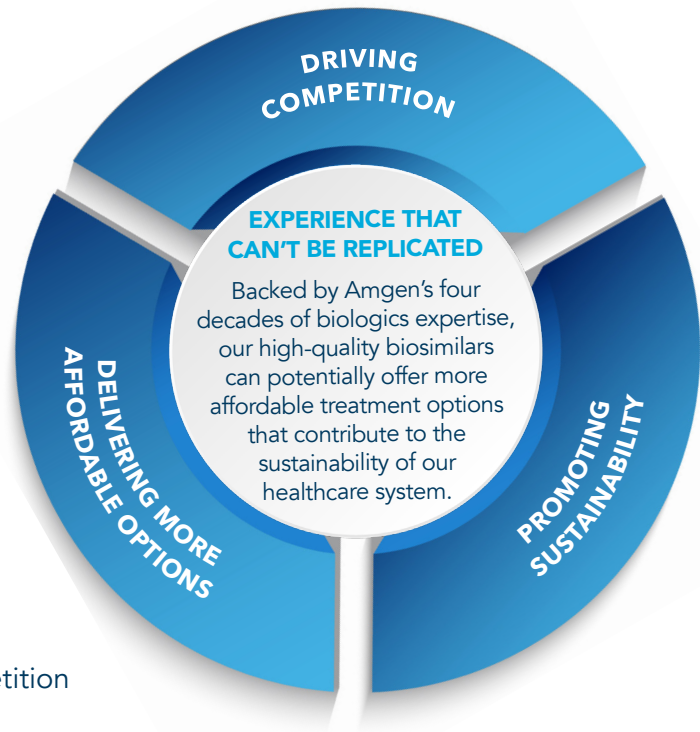 DRIVING
COMPETITION
EXPERIENCE THAT
CAN'T BE REPLICATED
Backed by Amgen's four
decades of biologics expertise,
our high-quality biosimilars
can potentially offer more
affordable treatment options
that contribute to the
sustainability of our
healthcare system.
DELIVERING MORE
AFFORDABLE OPTIONS
PROMOTING
SUSTAINABILITY